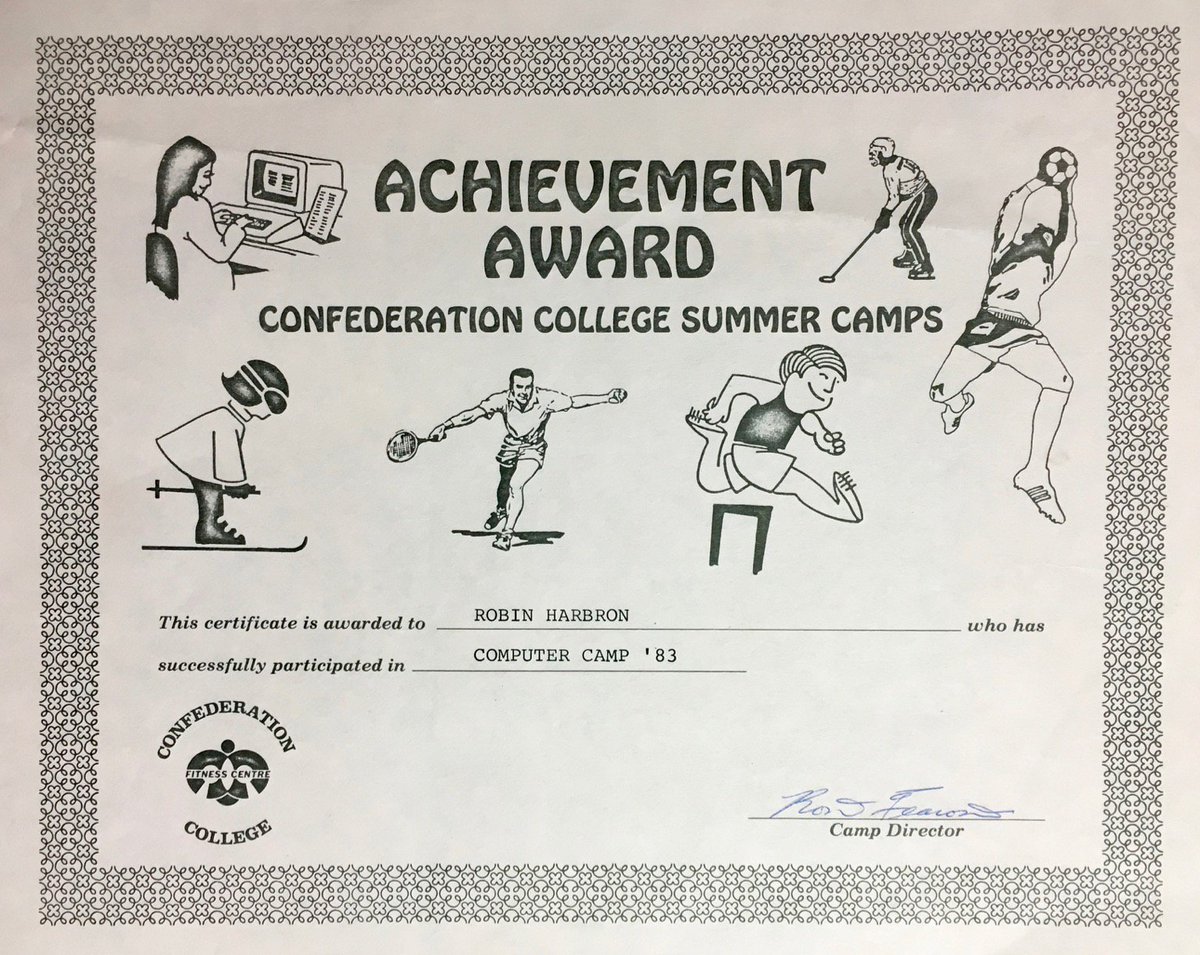 ACHIEVEMENT
AWARD
CONFEDERATION COLLEGE SUMMER CAMPS
This certificate is awarded to ROBIN HARBRON who has
successfully participated in COMPUTER CAMP '83
CONFEDERATION
FITNESS CENTRE
COLLEGE
Camp Director